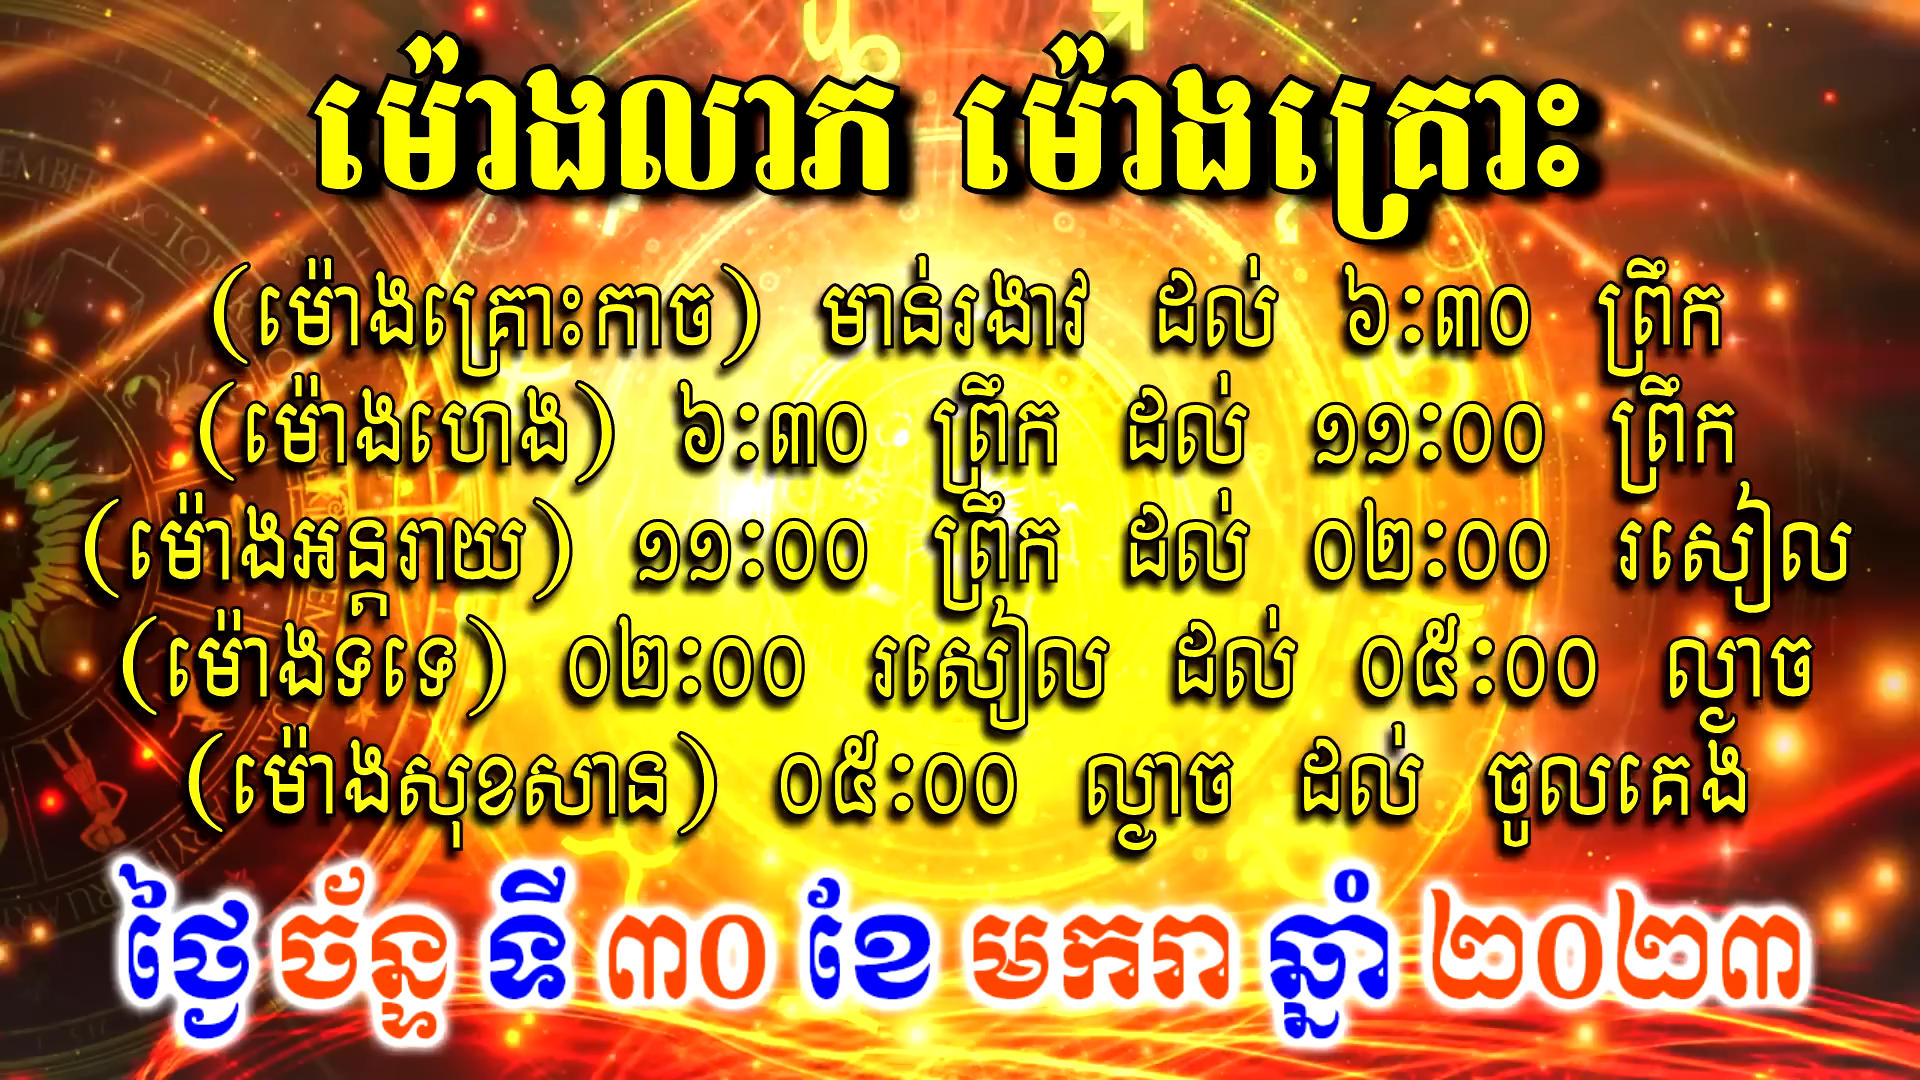 ម៉ោងលាភ ម៉ោងគ្រោះ
(ម៉ោងគ្រោះកាច) មាន់រងាវ ដល់ ៦:៣០ ព្រឹក
(ម៉ោងហេង) ៦:៣០ ព្រឹក ដល់ ១១:០០ ព្រឹក
(ម៉ោងអន្តរាយ) ១១:០០ ព្រឹក ដល់ ០២:០០ រសៀល
(ម៉ោងទទេ) ០២:០០ រសៀល ដល់ ០៥:០០ ល្ងាច
(ម៉ោងសុខសាន) ០៥:០០ ល្ងាច ដល់ ចូលគេង
ថ្ងៃ ច័ន្ទ ទី ៣០ ខែ មករា ឆ្នាំ ២០២៣